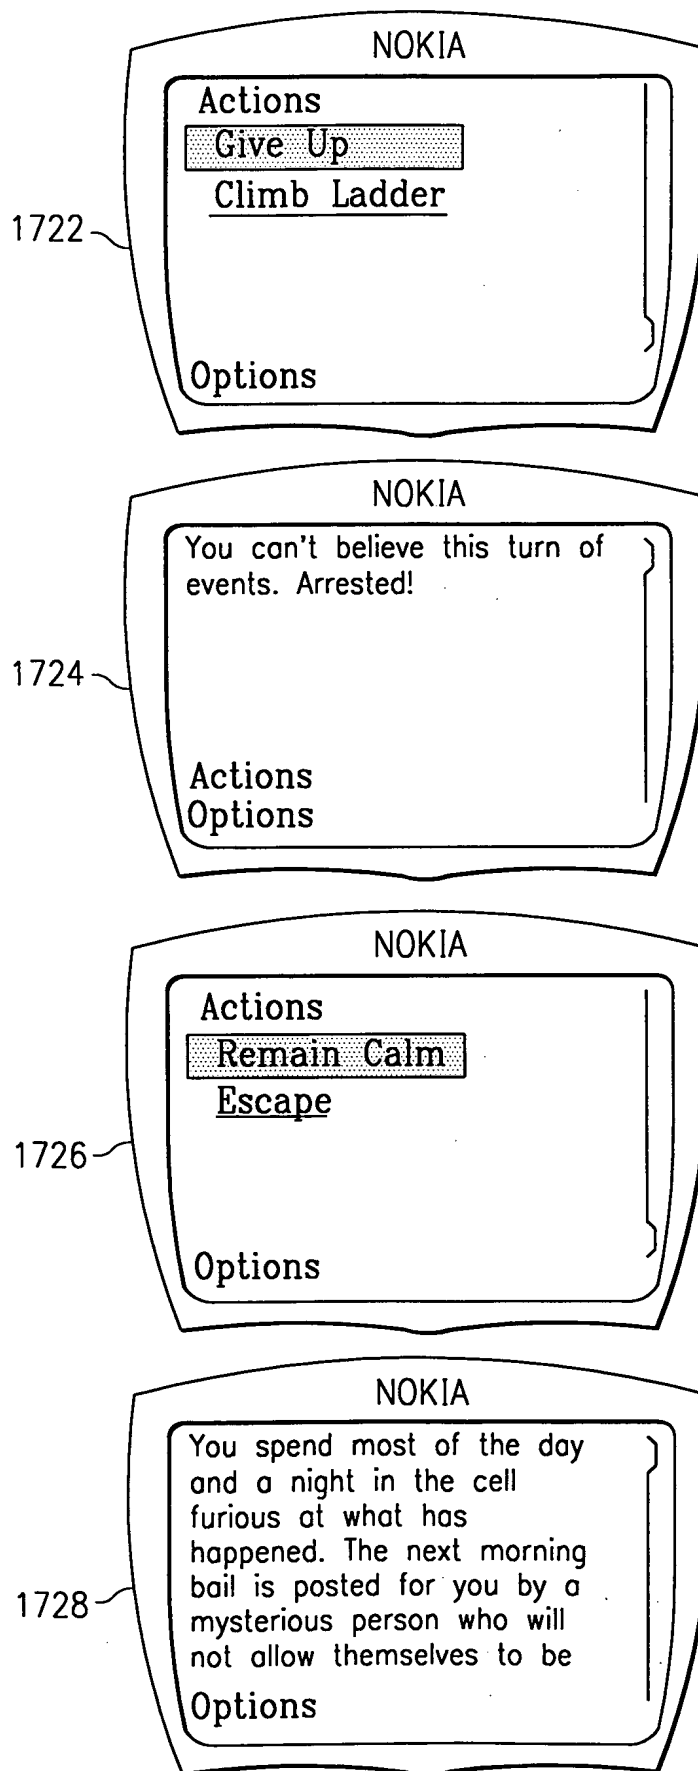 NOKIA
Actions
Give Up
Climb Ladder
1722
Options
NOKIA
You can't believe this turn of
events. Arrested!
1724
Actions
Options
NOKIA
Actions
Remain Calm
Escape
1726
Options
NOKIA
You spend most of the day
and a night in the cell
furious at what has
happened. The next morning
bail is posted for you by a
1728
mysterious person who will
not allow themselves to be
Options